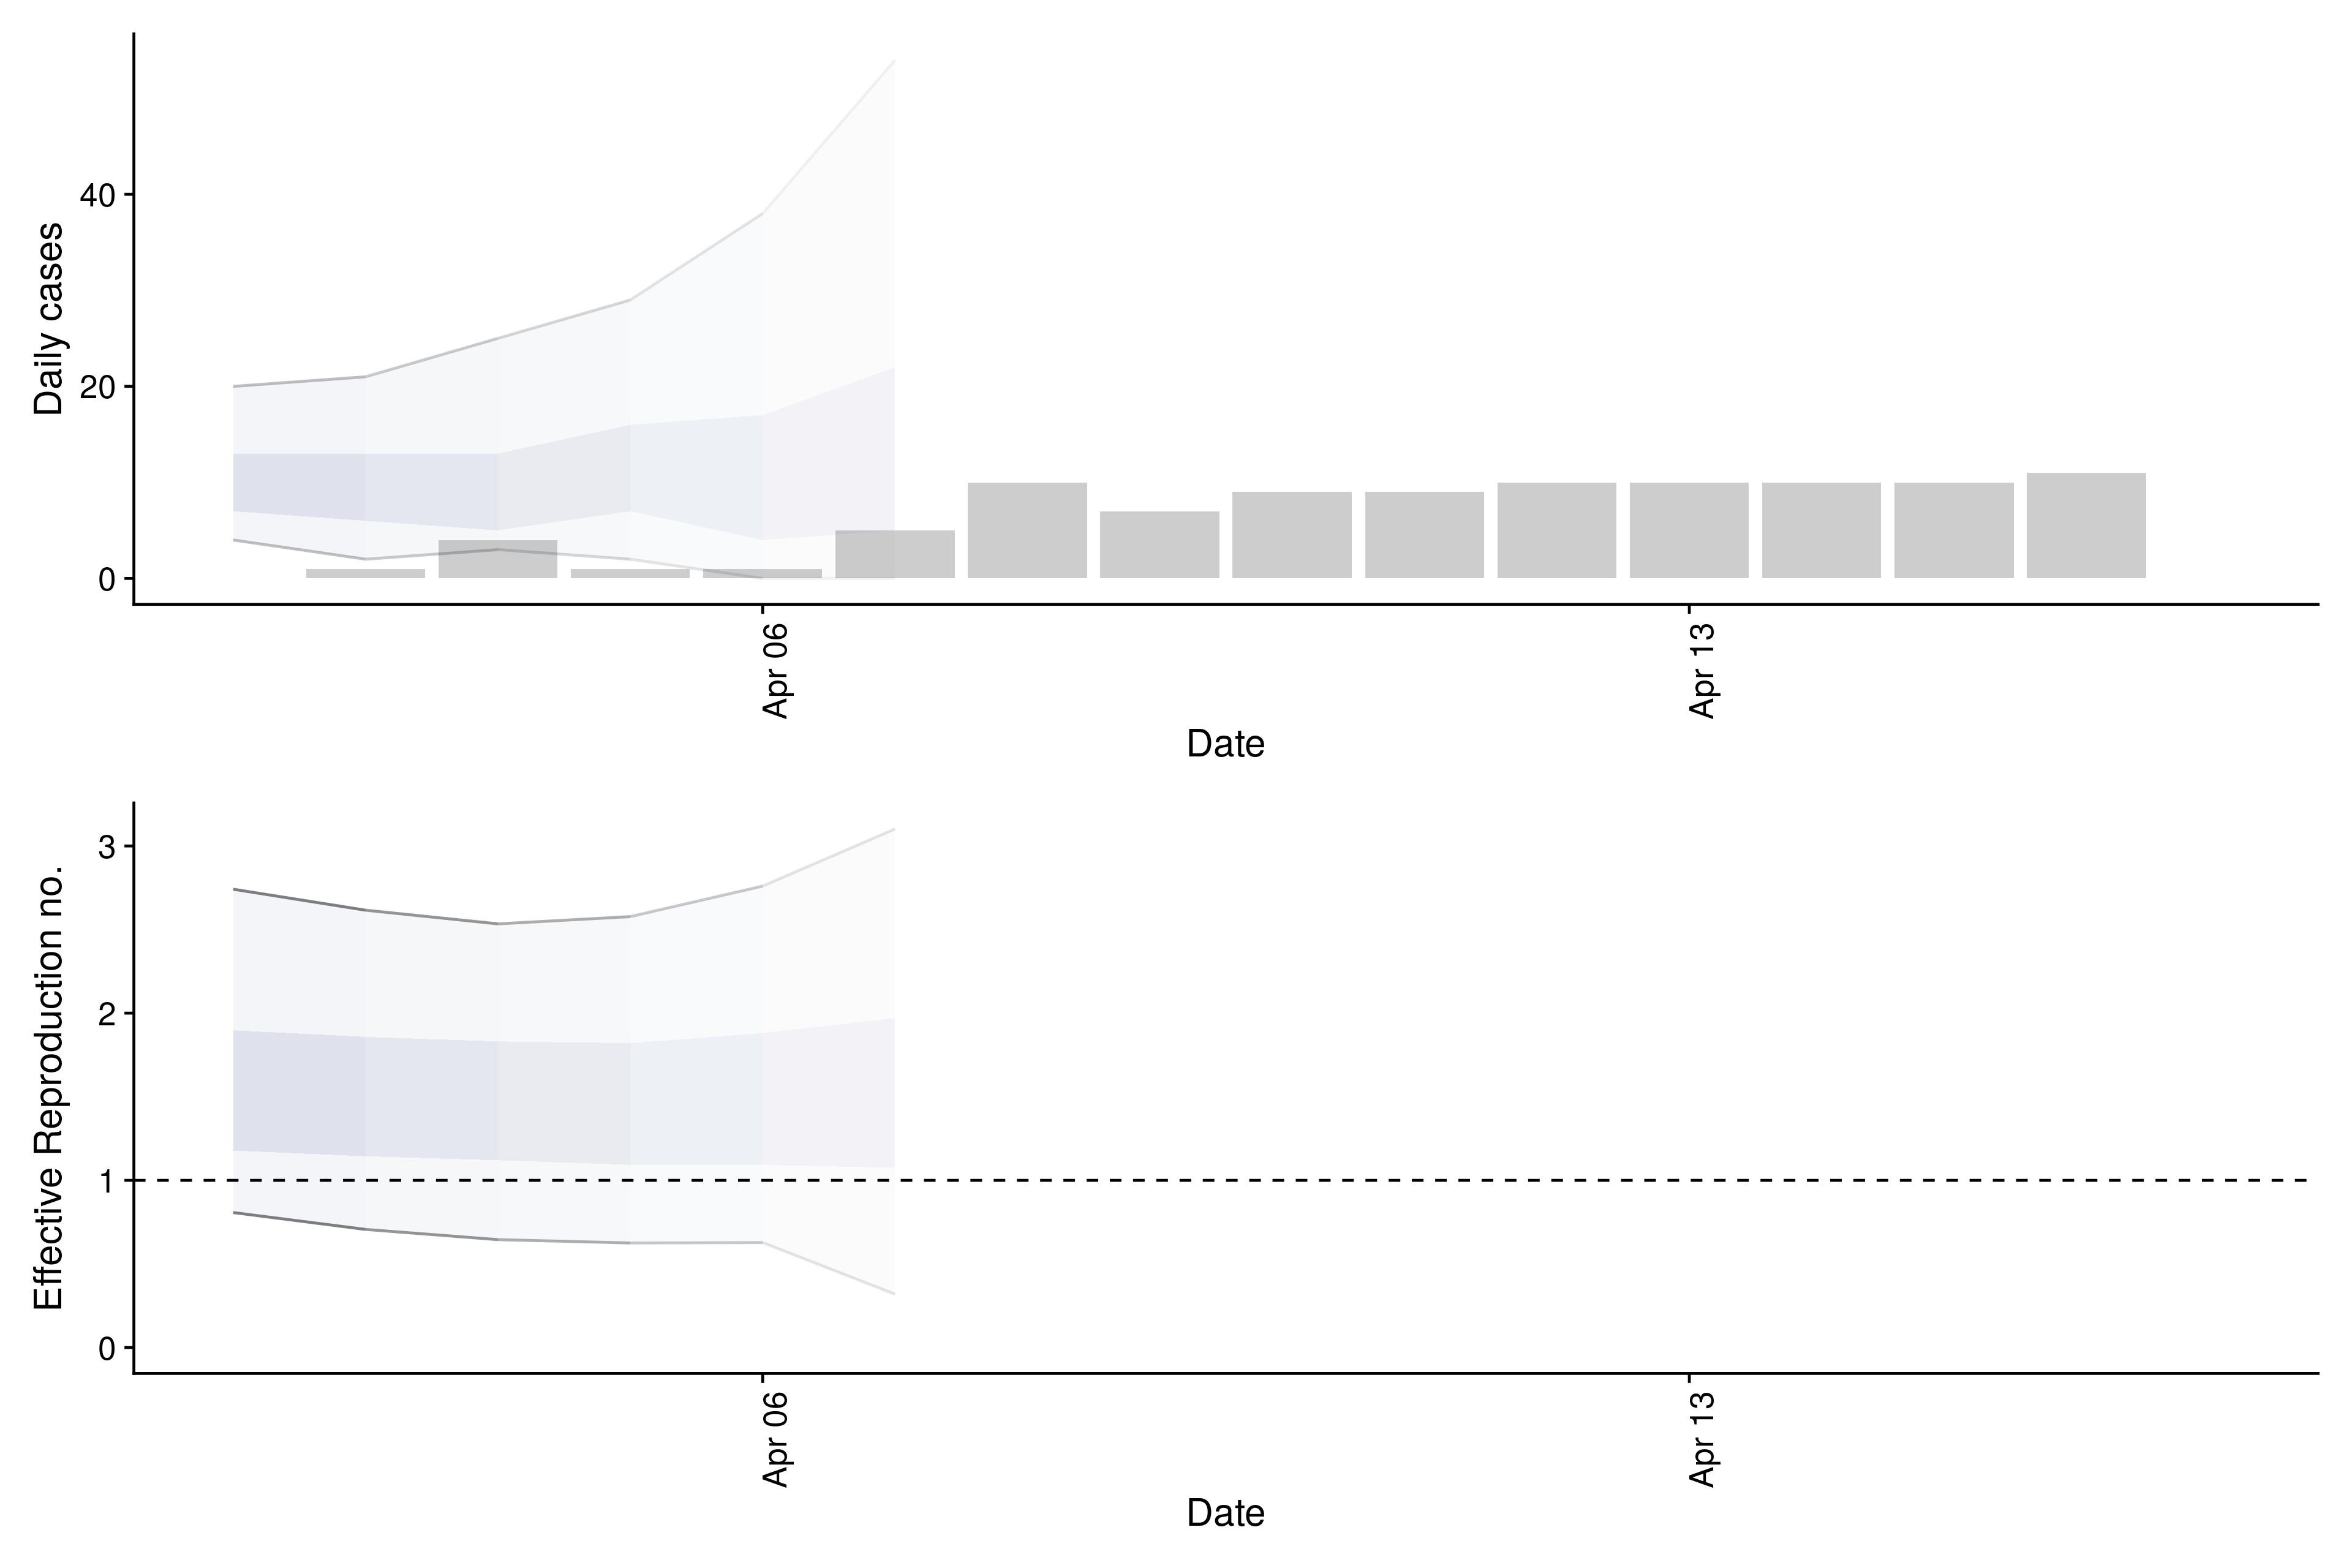 Daily cases
40
20
0
Apr 06
Apr 13
Date
Effective Reproduction no.
3
2
1
0
Apr 06
Apr 13
Date